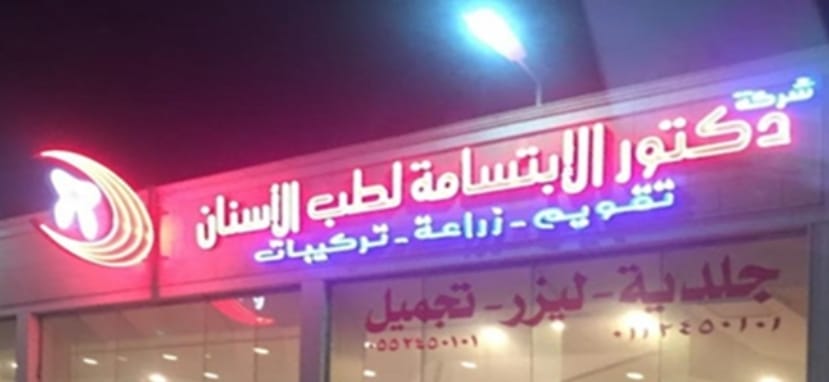 شركة
دكتور الابتسامة لطب الأسنان
تقويم - زراعة - تركيبات
جلدية - ليزر - تجميل
٠١١٢٤٥٠١٠١
٠٥٥٢٤٥٠١٠١